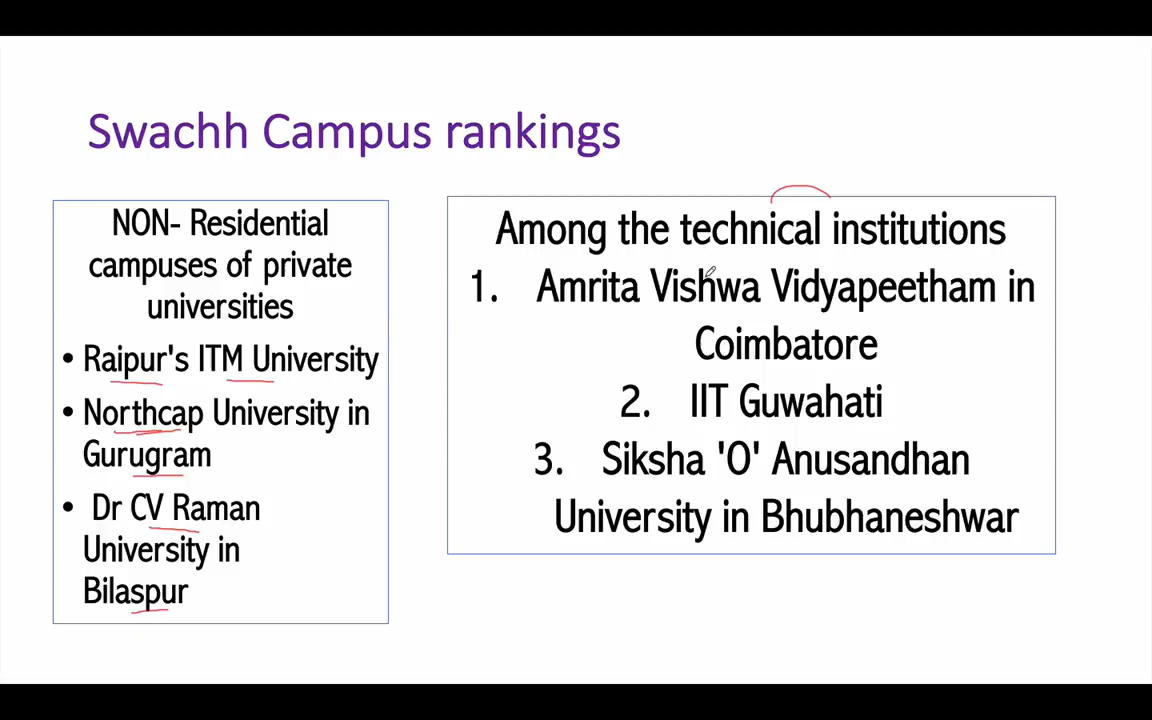 Swachh Campus rankings
NON- Residential
campuses of private
universities
• Raipur's ITM University
• Northcap University in
Gurugram
• Dr CV Raman
University in
Bilaspur
Among the technical institutions
1. Amrita Vishwa Vidyapeetham in
Coimbatore
2. IIT Guwahati
3. Siksha 'O' Anusandhan
University in Bhubhaneshwar